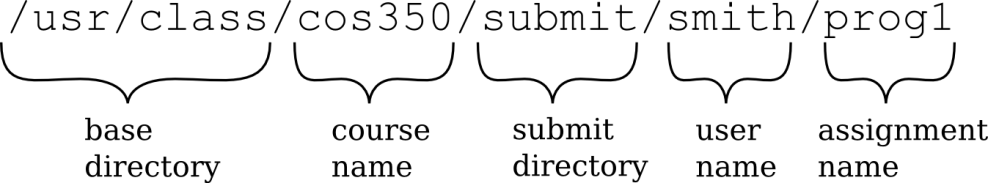 /usr/class/cos350/submit/smith/prog1
base directory
course name
submit directory
user name
assignment name